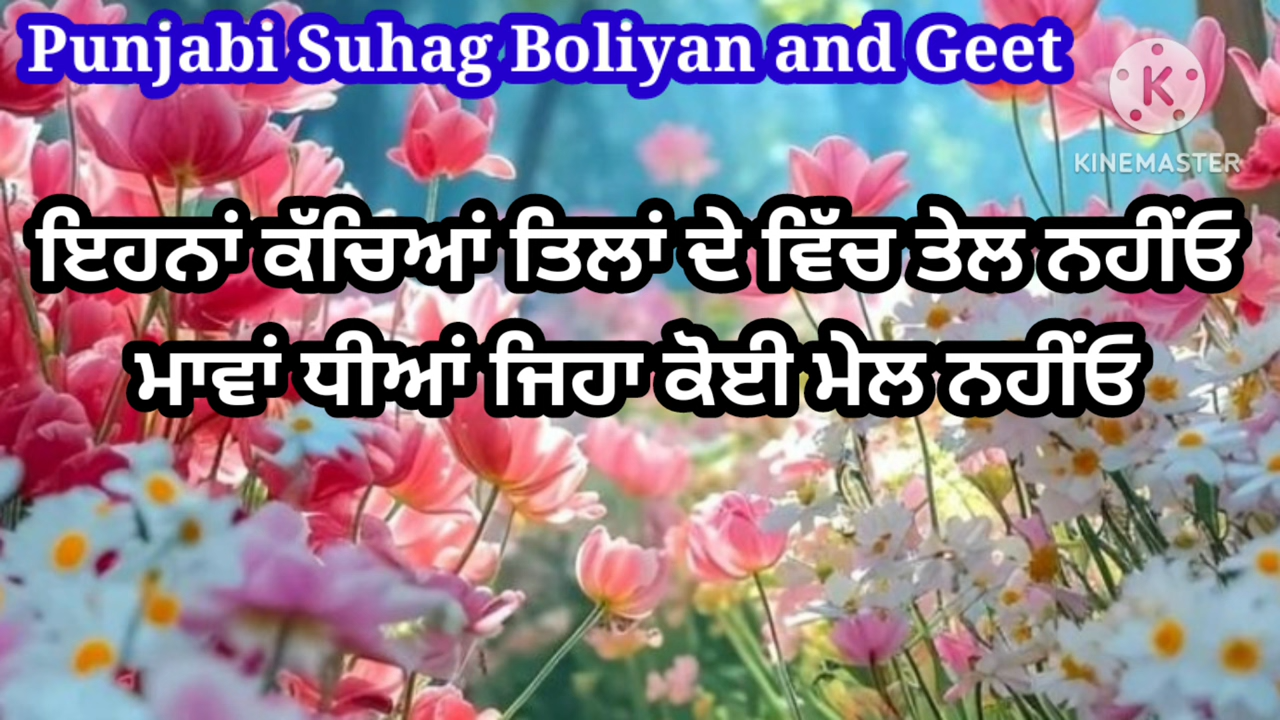 Punjabi Suhag Boliyan and Geet
K
KINEMASTER
ਇਹਨਾਂ ਕੱਚਿਆਂ ਤਿਲਾਂ ਦੇ ਵਿੱਚ ਤੇਲ ਨਹੀਂਓ
ਮਾਵਾਂ ਧੀਆਂ ਜਿਹਾ ਕੋਈ ਮੇਲ ਨਹੀਂਓ